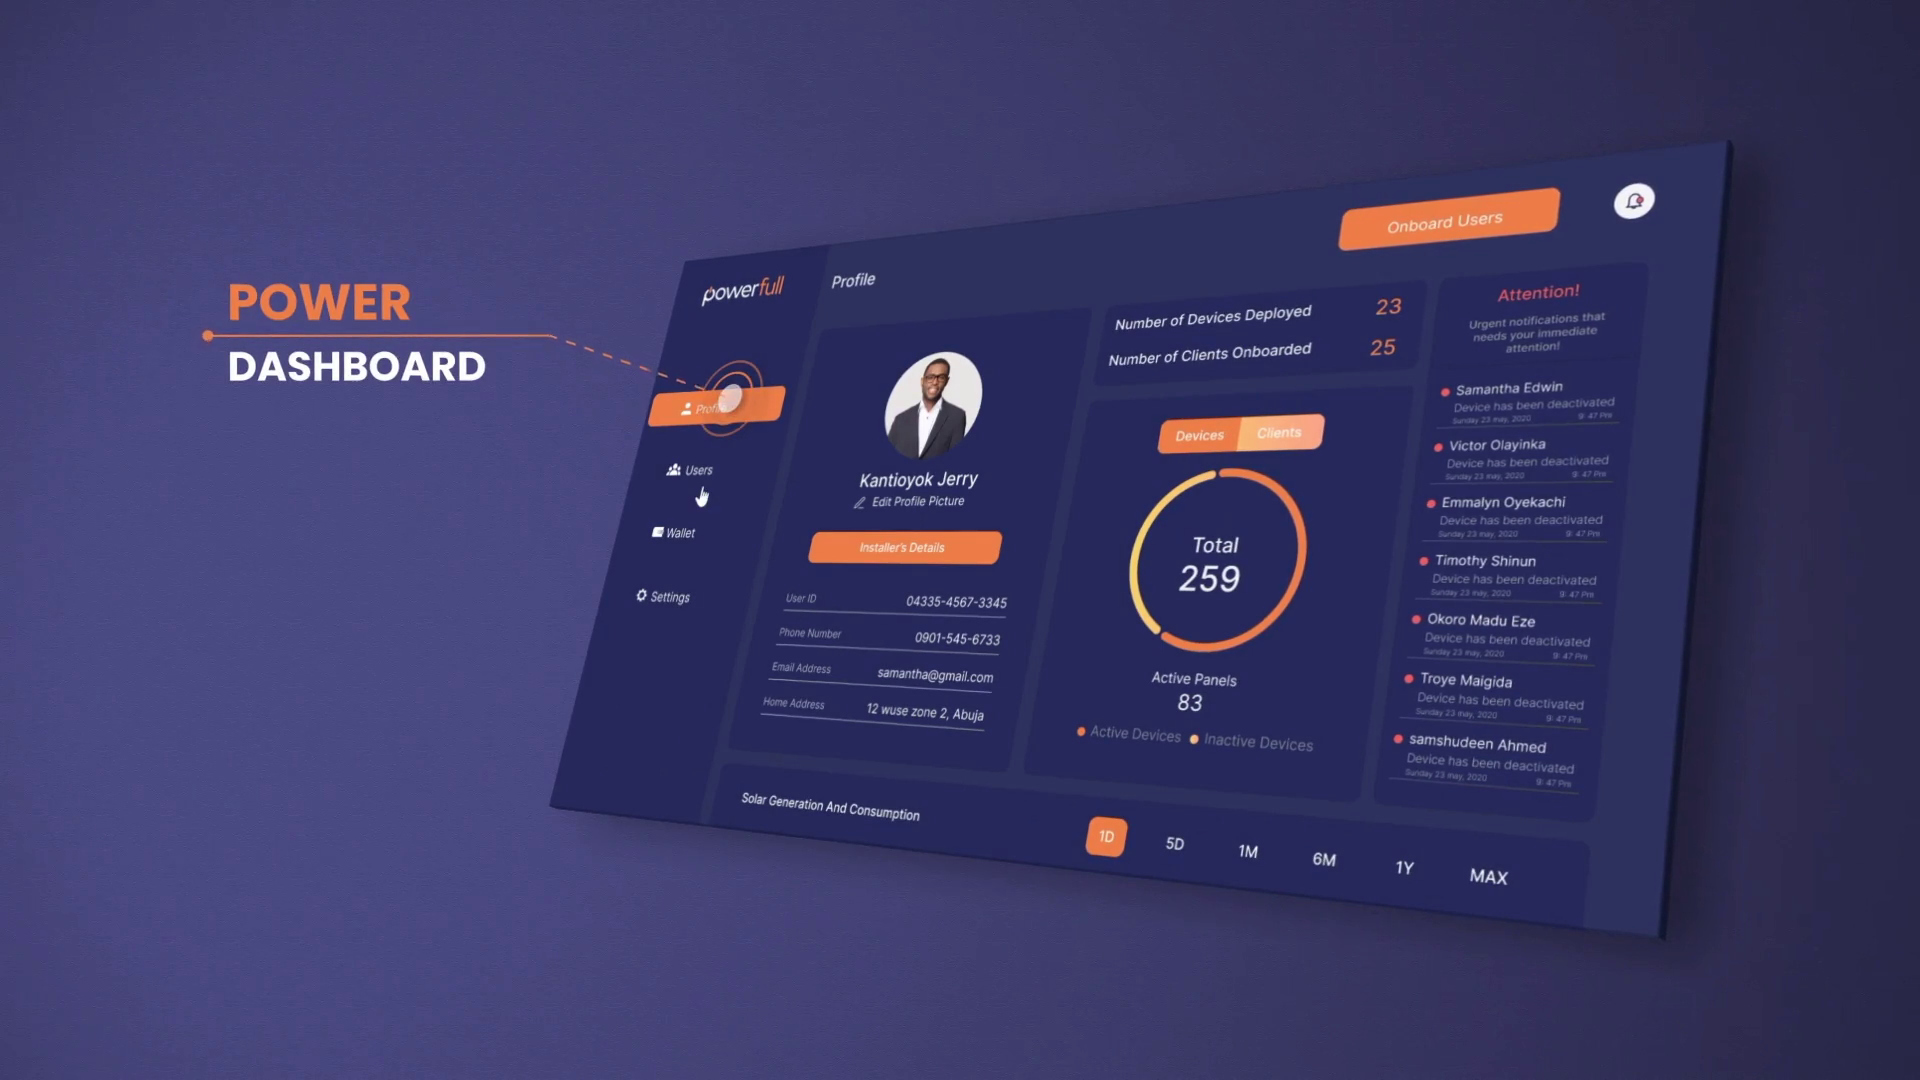 POWER
DASHBOARD
powerfull
Profile
Users
Wallet
Settings
Profile
Onboard Users
Kantioyok Jerry
Edit Profile Picture
Installer's Details
User ID 04335-4567-3345
Phone Number 0901-545-6733
Email Address samantha@gmail.com
Home Address 12 wuse zone 2, Abuja
Number of Devices Deployed 23
Number of Clients Onboarded 25
Devices Clients
Total
259
Active Panels
83
Active Devices Inactive Devices
Attention!
Urgent notifications that
needs your immediate
attention!
Samantha Edwin
Device has been deactivated
Sunday 23 may, 2020 9: 47 Pm
Victor Olayinka
Device has been deactivated
Sunday 23 may, 2020 9: 47 Pm
Emmalyn Oyekachi
Device has been deactivated
Sunday 23 may, 2020 9: 47 Pm
Timothy Shinun
Device has been deactivated
Sunday 23 may, 2020 9: 47 Pm
Okoro Madu Eze
Device has been deactivated
Sunday 23 may, 2020 9: 47 Pm
Troye Maigida
Device has been deactivated
Sunday 23 may, 2020 9: 47 Pm
samshudeen Ahmed
Device has been deactivated
Sunday 23 may, 2020 9: 47 Pm
Solar Generation And Consumption
1D 5D 1M 6M 1Y MAX